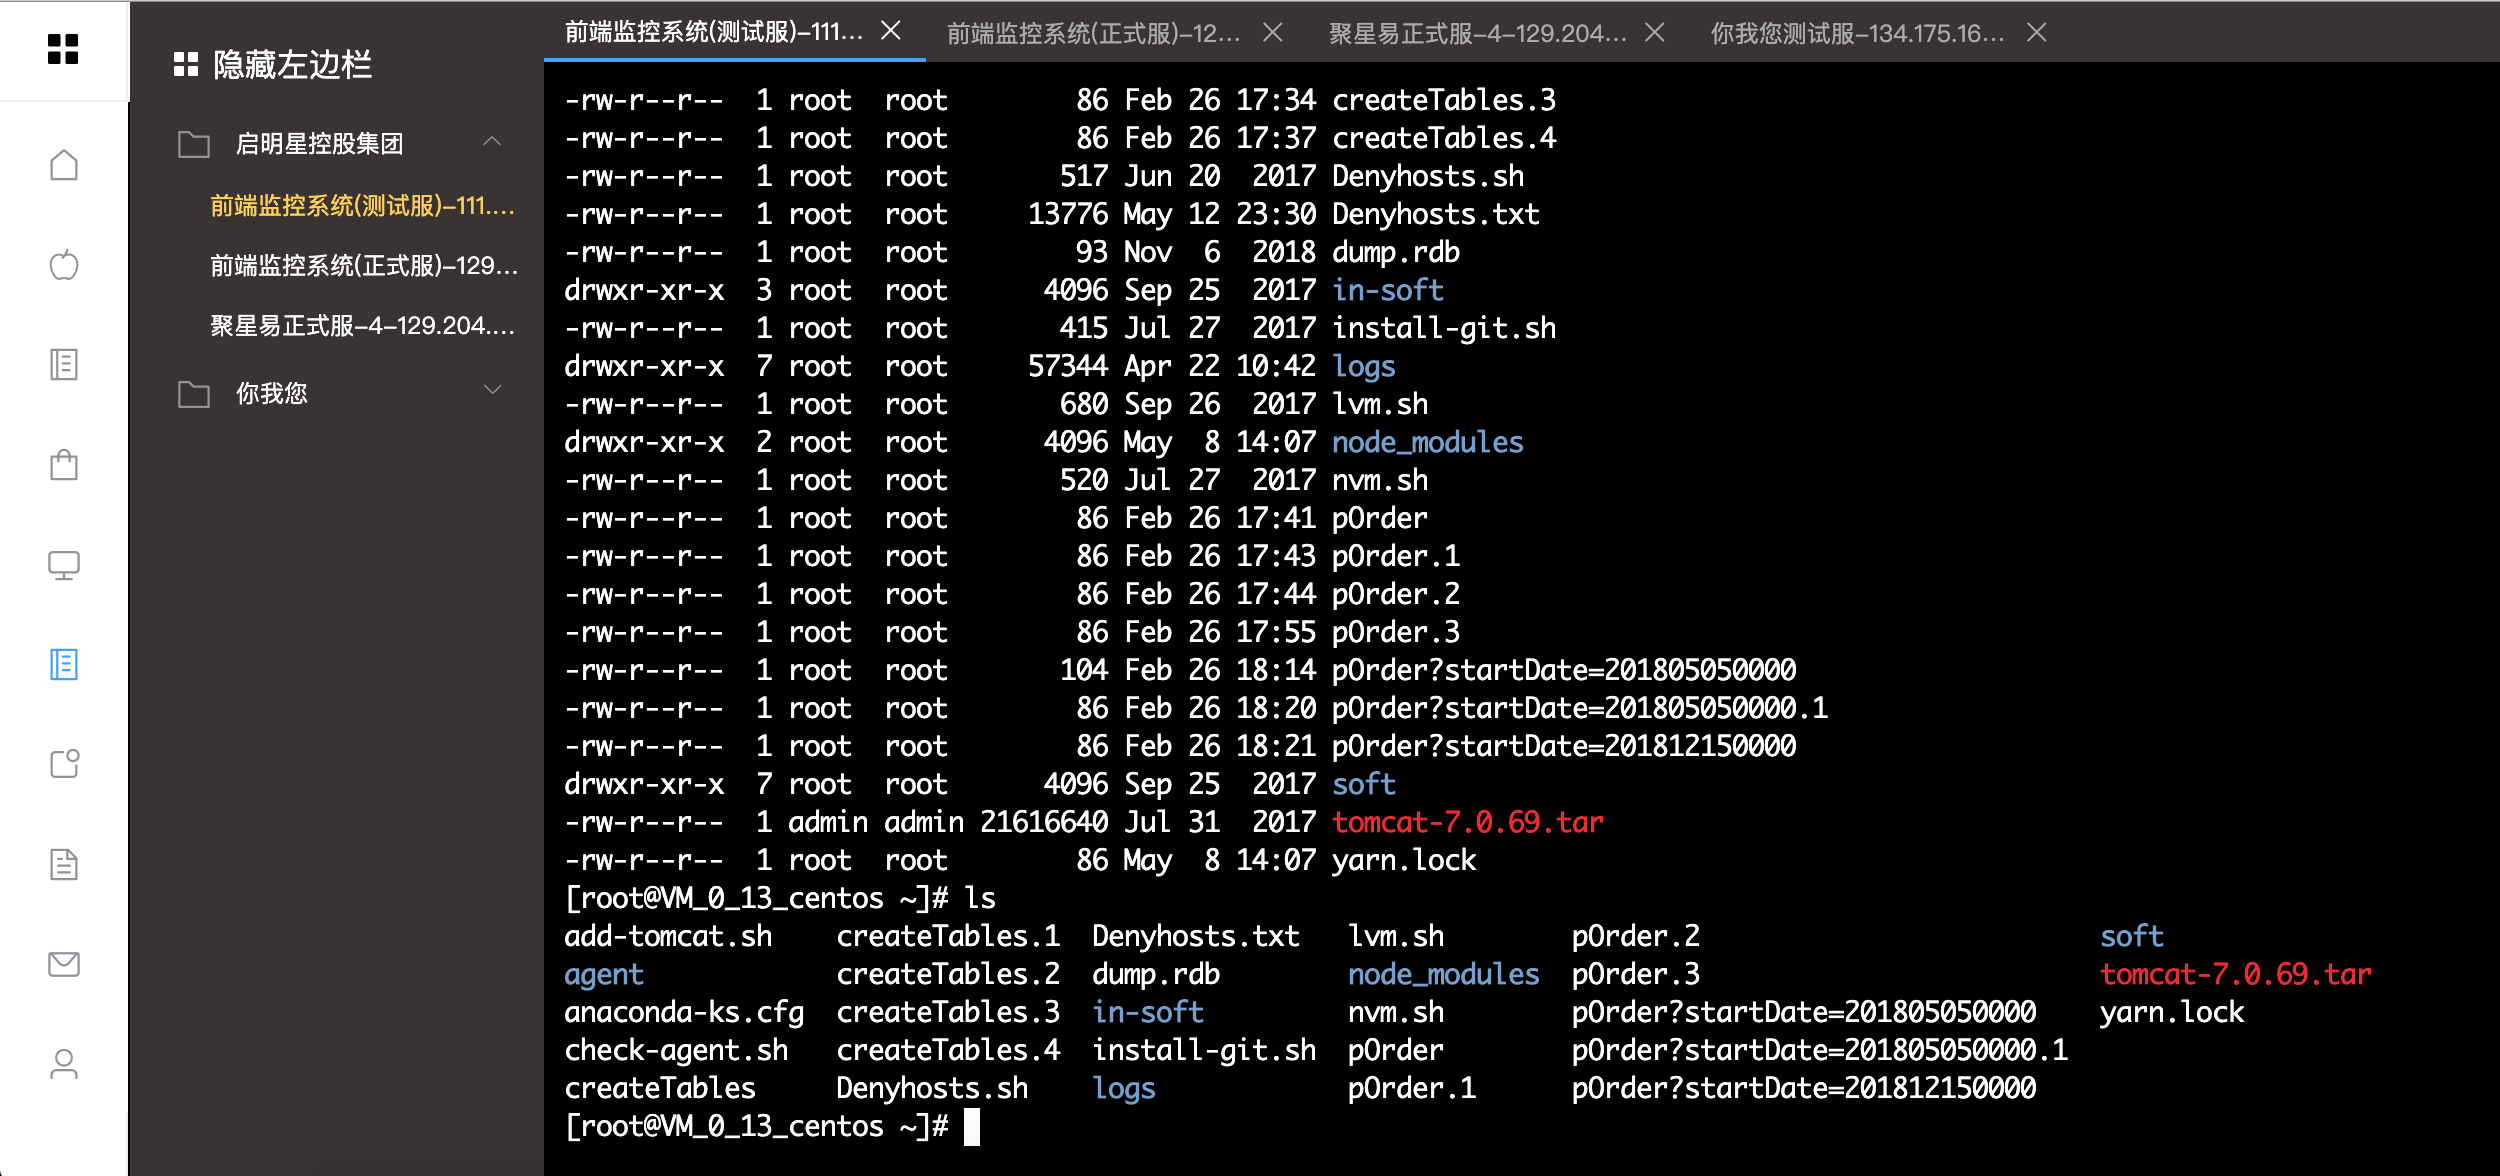 隐藏左边栏
启明星控股集团
前端监控系统(测试服)-111....
前端监控系统(正式服)-129...
聚星易正式服-4-129.204....
你我您
前端监控系统(测试服)-111... 前端监控系统(正式服)-12... 聚星易正式服-4-129.204... 你我您测试服-134.175.16...
-rw-r--r-- 1 root root 86 Feb 26 17:34 createTables.3
-rw-r--r-- 1 root root 86 Feb 26 17:37 createTables.4
-rw-r--r-- 1 root root 517 Jun 20 2017 Denyhosts.sh
-rw-r--r-- 1 root root 13776 May 12 23:30 Denyhosts.txt
-rw-r--r-- 1 root root 93 Nov 6 2018 dump.rdb
drwxr-xr-x 3 root root 4096 Sep 25 2017 in-soft
-rw-r--r-- 1 root root 415 Jul 27 2017 install-git.sh
drwxr-xr-x 7 root root 57344 Apr 22 10:42 logs
-rw-r--r-- 1 root root 680 Sep 26 2017 lvm.sh
drwxr-xr-x 2 root root 4096 May 8 14:07 node_modules
-rw-r--r-- 1 root root 520 Jul 27 2017 nvm.sh
-rw-r--r-- 1 root root 86 Feb 26 17:41 pOrder
-rw-r--r-- 1 root root 86 Feb 26 17:43 pOrder.1
-rw-r--r-- 1 root root 86 Feb 26 17:44 pOrder.2
-rw-r--r-- 1 root root 86 Feb 26 17:55 pOrder.3
-rw-r--r-- 1 root root 104 Feb 26 18:14 pOrder?startDate=201805050000
-rw-r--r-- 1 root root 86 Feb 26 18:20 pOrder?startDate=201805050000.1
-rw-r--r-- 1 root root 86 Feb 26 18:21 pOrder?startDate=201812150000
drwxr-xr-x 7 root root 4096 Sep 25 2017 soft
-rw-r--r-- 1 admin admin 21616640 Jul 31 2017 tomcat-7.0.69.tar
-rw-r--r-- 1 root root 86 May 8 14:07 yarn.lock
[root@VM_0_13_centos ~]# ls
add-tomcat.sh createTables.1 Denyhosts.txt lvm.sh pOrder.2 soft
agent createTables.2 dump.rdb node_modules pOrder.3 tomcat-7.0.69.tar
anaconda-ks.cfg createTables.3 in-soft nvm.sh pOrder?startDate=201805050000 yarn.lock
check-agent.sh createTables.4 install-git.sh pOrder pOrder?startDate=201805050000.1
createTables Denyhosts.sh logs pOrder.1 pOrder?startDate=201812150000
[root@VM_0_13_centos ~]#